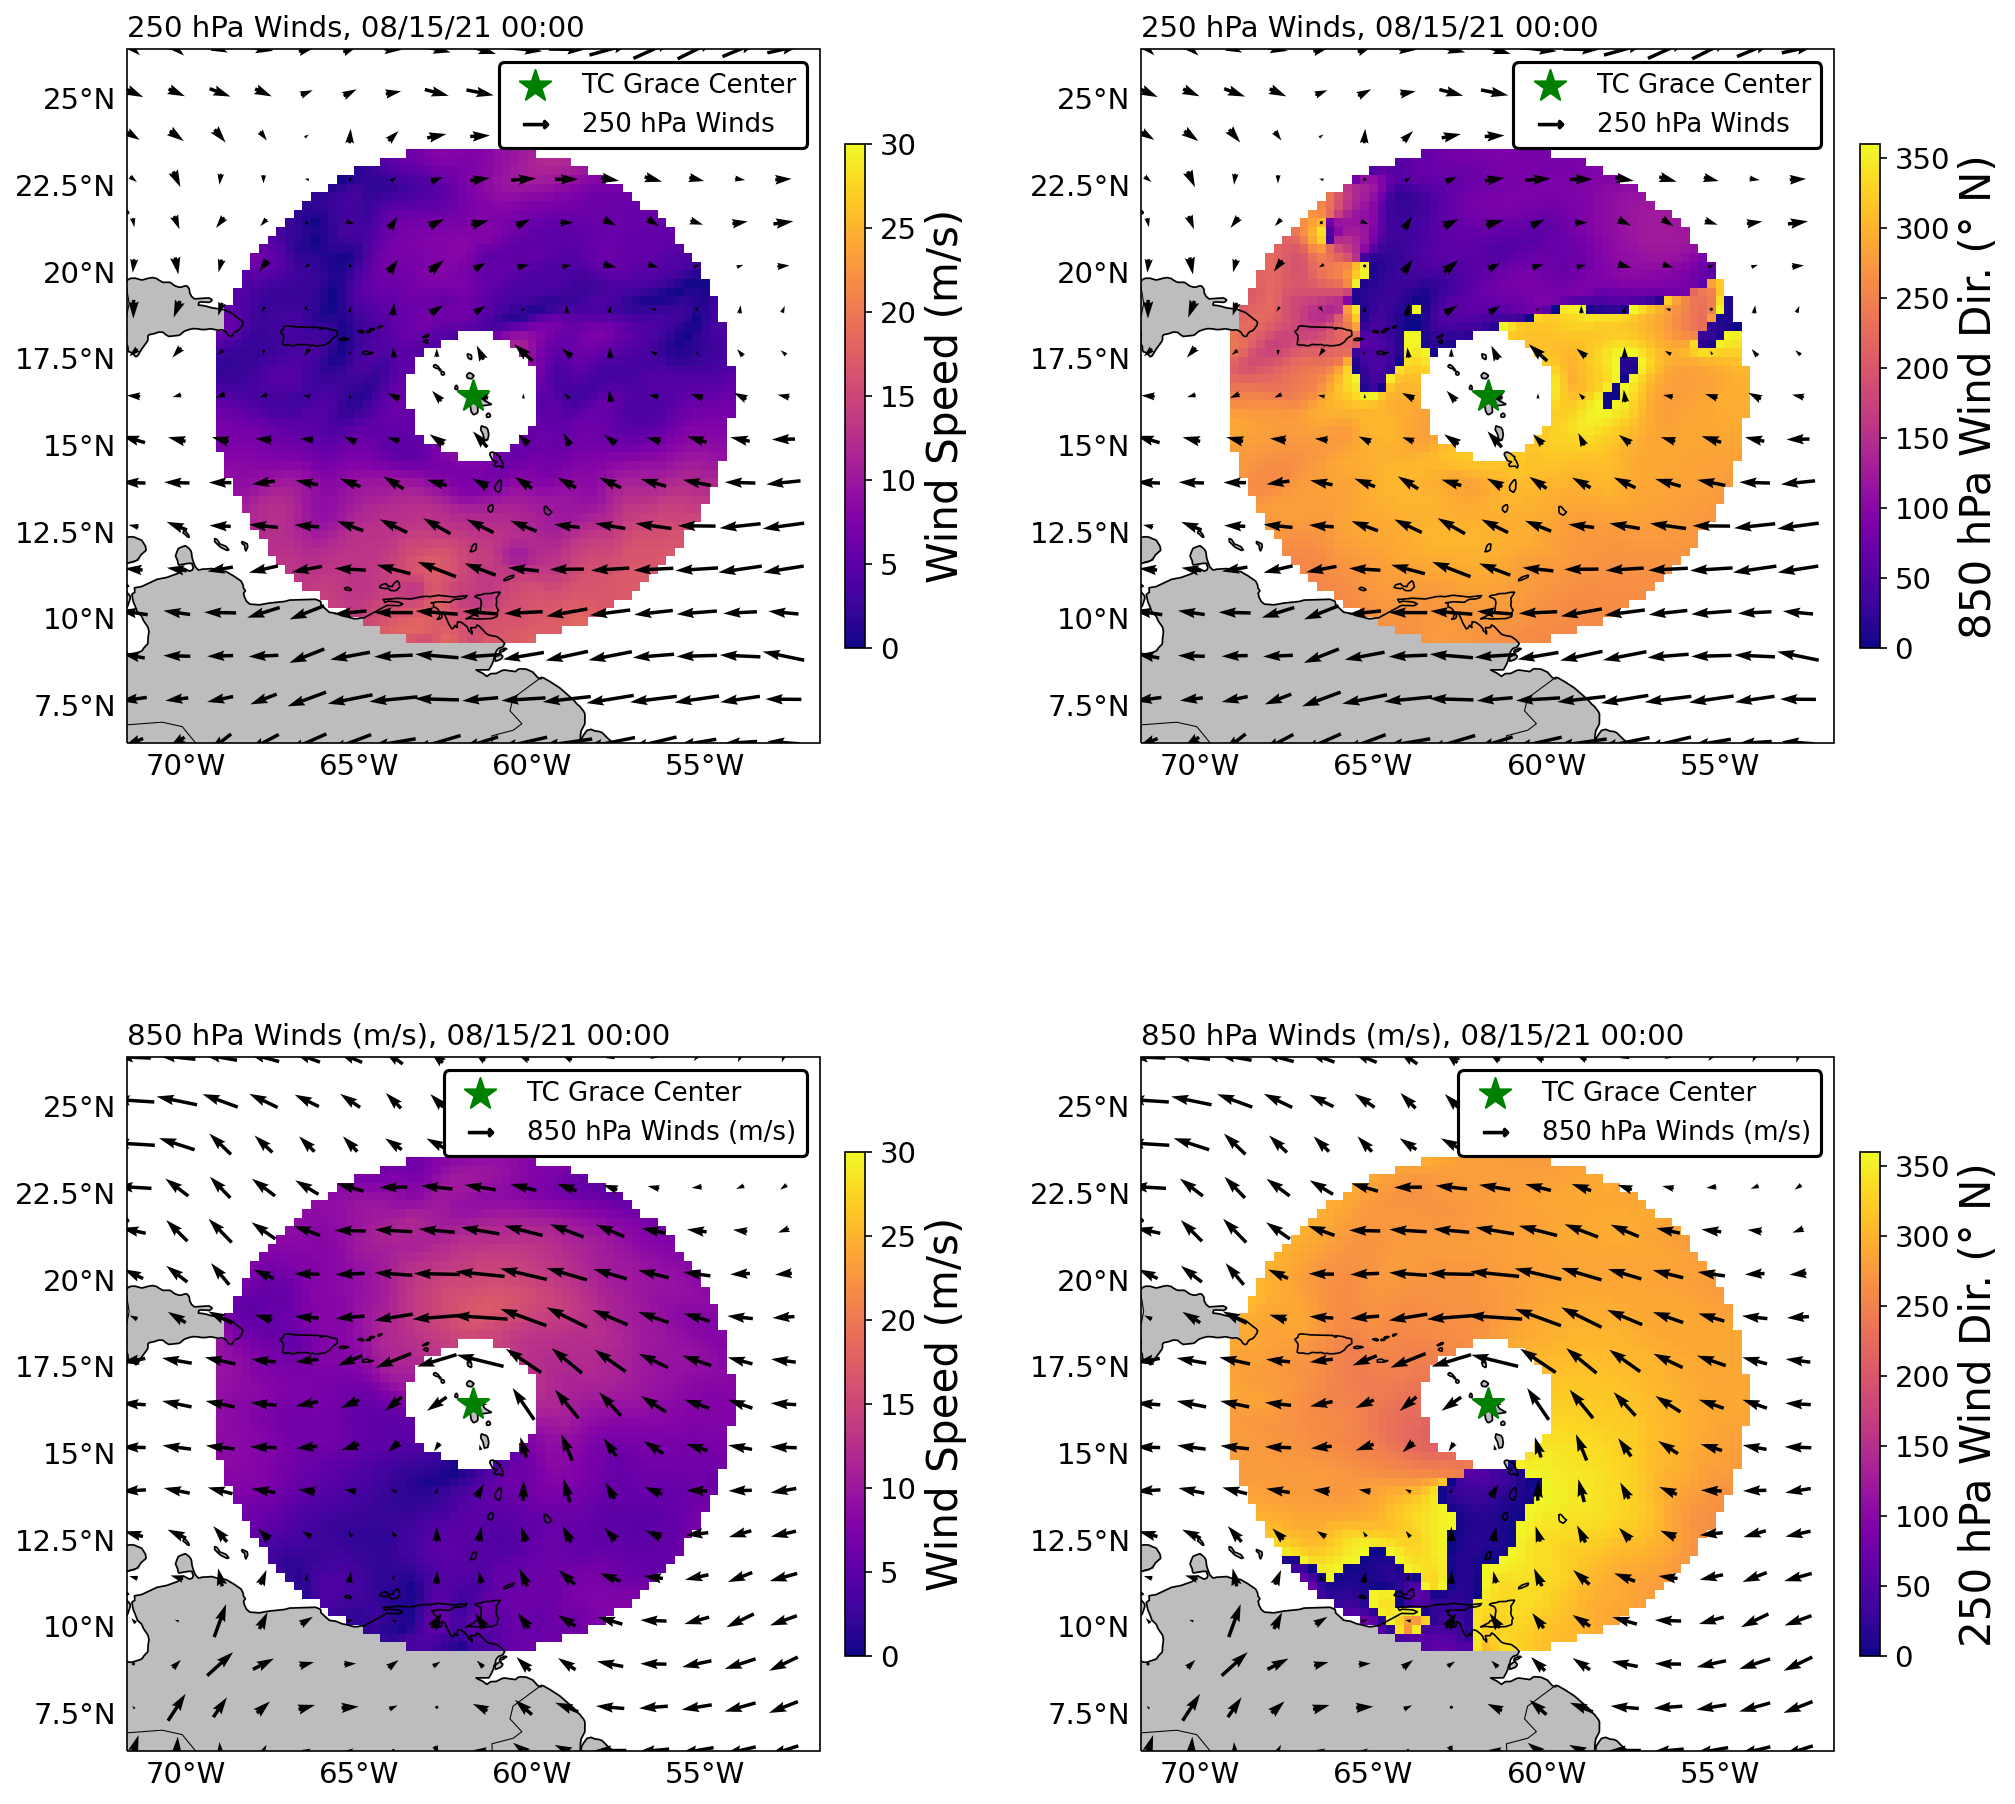 250 hPa Winds, 08/15/21 00:00
TC Grace Center
250 hPa Winds
25°N
22.5°N
20°N
17.5°N
15°N
12.5°N
10°N
7.5°N
70°W 65°W 60°W 55°W
30
25
20
15
10
5
0
Wind Speed (m/s)
250 hPa Winds, 08/15/21 00:00
TC Grace Center
250 hPa Winds
25°N
22.5°N
20°N
17.5°N
15°N
12.5°N
10°N
7.5°N
70°W 65°W 60°W 55°W
350
300
250
200
150
100
50
0
850 hPa Wind Dir. (° N)
850 hPa Winds (m/s), 08/15/21 00:00
TC Grace Center
850 hPa Winds (m/s)
25°N
22.5°N
20°N
17.5°N
15°N
12.5°N
10°N
7.5°N
70°W 65°W 60°W 55°W
30
25
20
15
10
5
0
Wind Speed (m/s)
850 hPa Winds (m/s), 08/15/21 00:00
TC Grace Center
850 hPa Winds (m/s)
25°N
22.5°N
20°N
17.5°N
15°N
12.5°N
10°N
7.5°N
70°W 65°W 60°W 55°W
350
300
250
200
150
100
50
0
250 hPa Wind Dir. (° N)